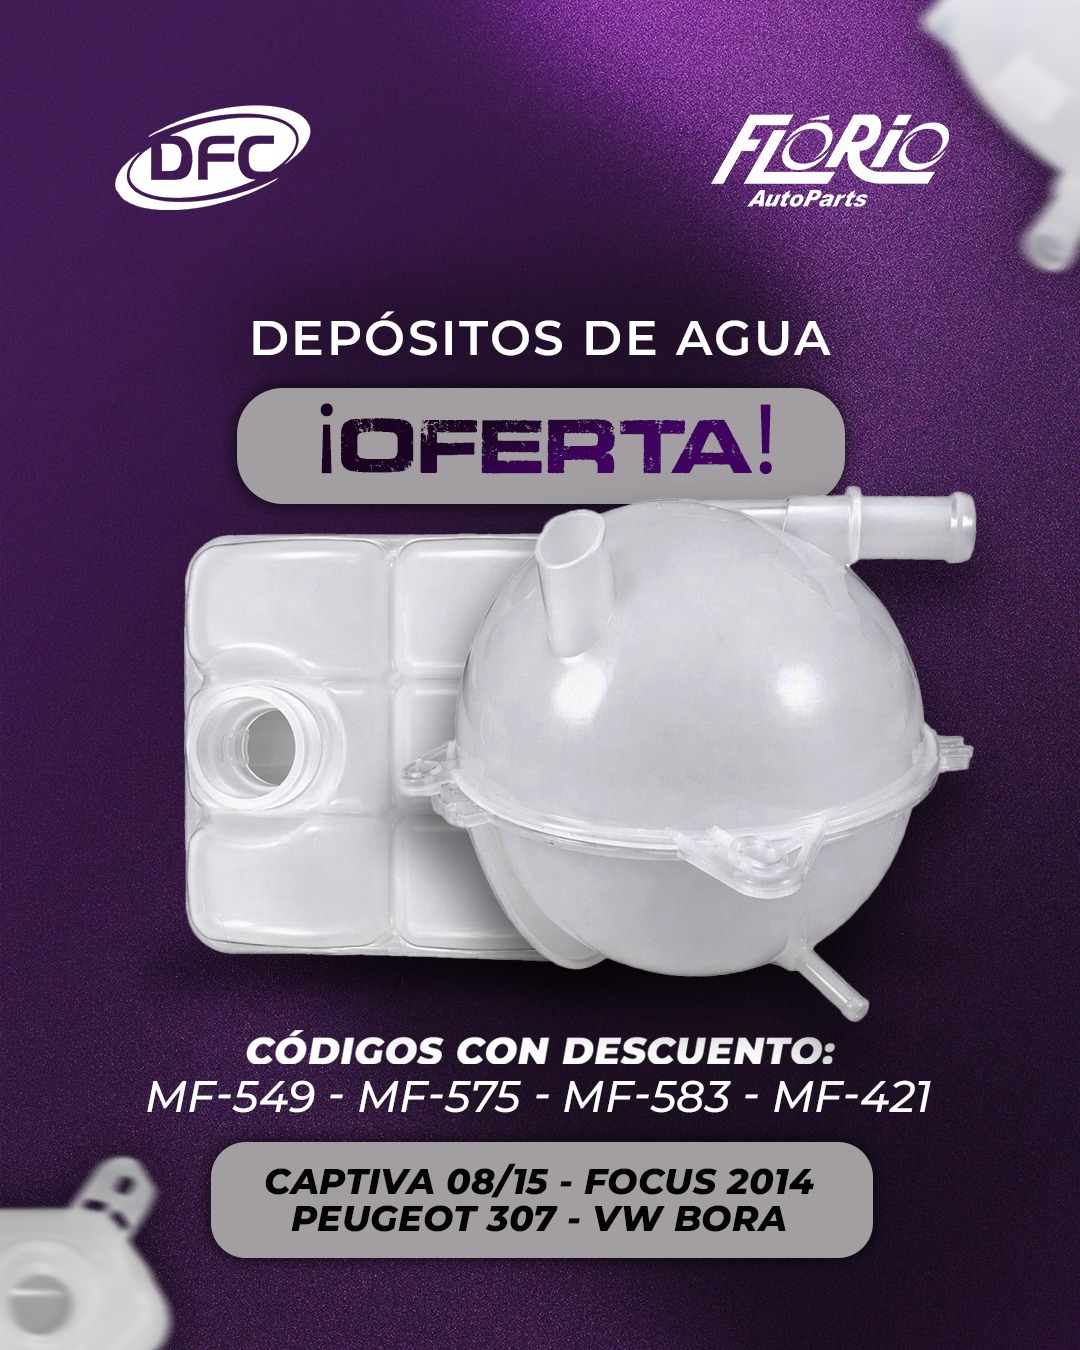 DFC
FLÓRIO
AutoParts
DEPÓSITOS DE AGUA
¡OFERTA!
CÓDIGOS CON DESCUENTO:
MF-549 - MF-575 - MF-583 - MF-421
CAPTIVA 08/15 - FOCUS 2014
PEUGEOT 307 - VW BORA